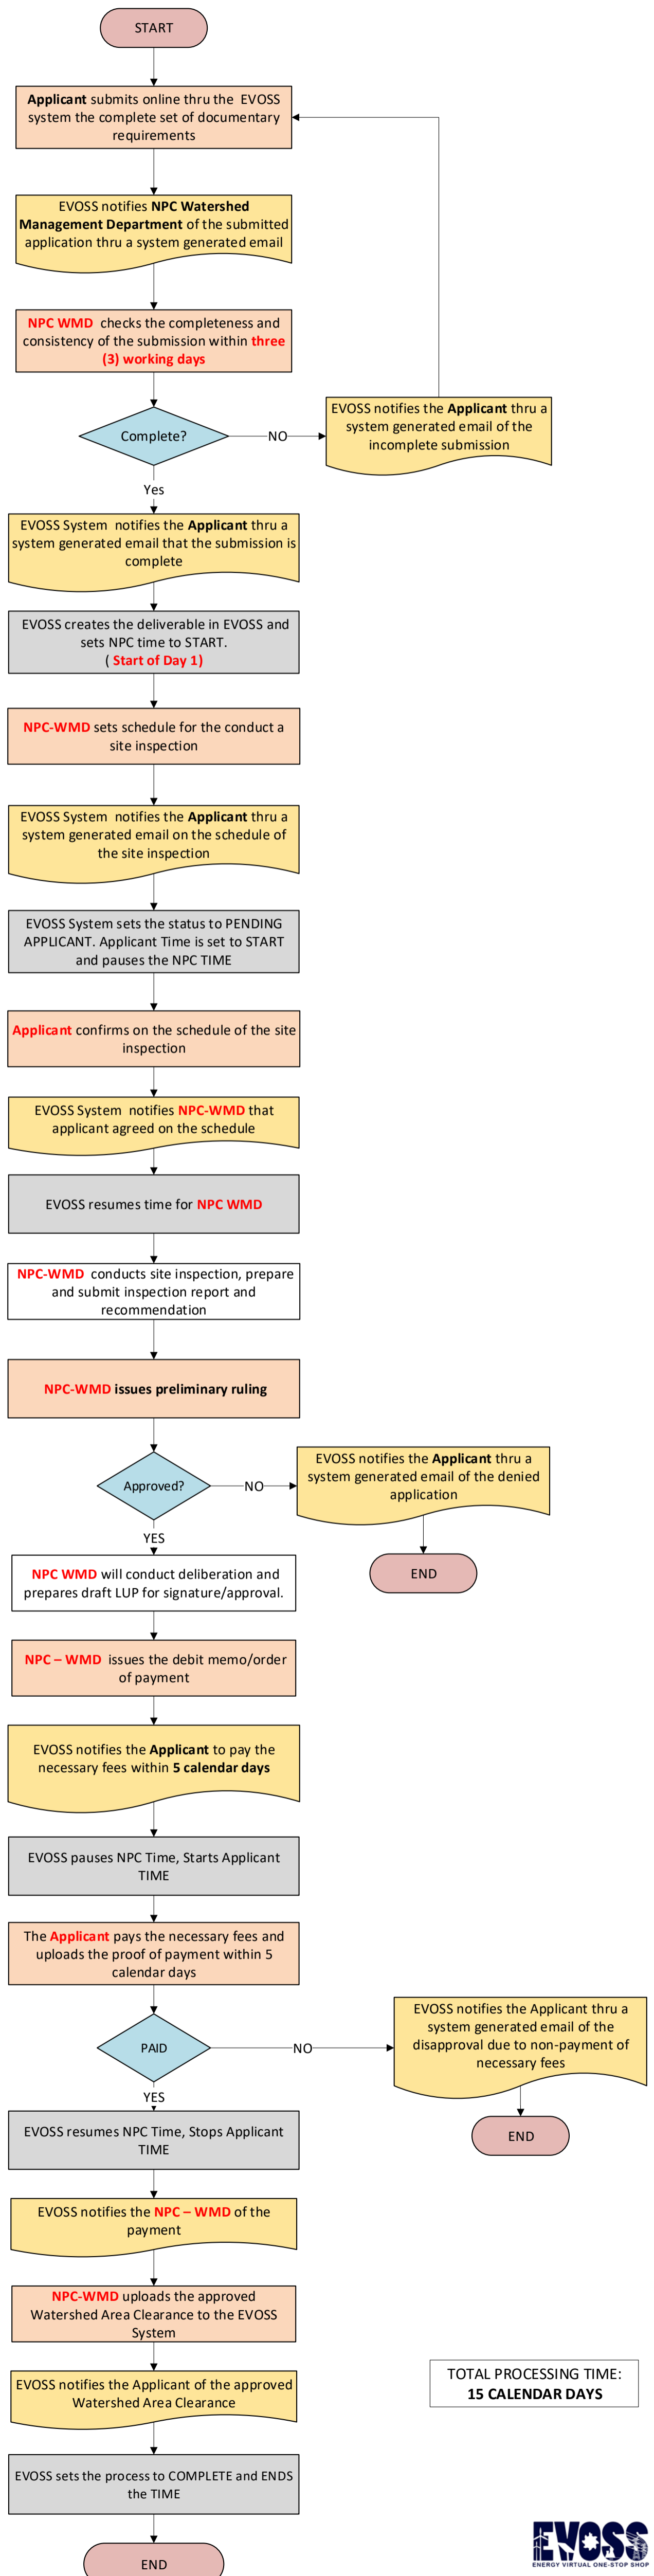 START
Applicant submits online thru the EVOSS
system the complete set of documentary
requirements
EVOSS notifies NPC Watershed
Management Department of the submitted
application thru a system generated email
NPC WMD checks the completeness and
consistency of the submission within three
(3) working days
Complete?
NO
EVOSS notifies the Applicant thru a
system generated email of the
incomplete submission
Yes
EVOSS System notifies the Applicant thru a
system generated email that the submission is
complete
EVOSS creates the deliverable in EVOSS and
sets NPC time to START.
( Start of Day 1)
NPC-WMD sets schedule for the conduct a
site inspection
EVOSS System notifies the Applicant thru a
system generated email on the schedule of
the site inspection
EVOSS System sets the status to PENDING
APPLICANT. Applicant Time is set to START
and pauses the NPC TIME
Applicant confirms on the schedule of the site
inspection
EVOSS System notifies NPC-WMD that
applicant agreed on the schedule
EVOSS resumes time for NPC WMD
NPC-WMD conducts site inspection, prepare
and submit inspection report and
recommendation
NPC-WMD issues preliminary ruling
Approved?
NO
EVOSS notifies the Applicant thru a
system generated email of the denied
application
END
YES
NPC WMD will conduct deliberation and
prepares draft LUP for signature/approval.
NPC – WMD issues the debit memo/order
of payment
EVOSS notifies the Applicant to pay the
necessary fees within 5 calendar days
EVOSS pauses NPC Time, Starts Applicant
TIME
The Applicant pays the necessary fees and
uploads the proof of payment within 5
calendar days
PAID
NO
EVOSS notifies the Applicant thru a
system generated email of the
disapproval due to non-payment of
necessary fees
END
YES
EVOSS resumes NPC Time, Stops Applicant
TIME
EVOSS notifies the NPC – WMD of the
payment
NPC-WMD uploads the approved
Watershed Area Clearance to the EVOSS
System
EVOSS notifies the Applicant of the approved
Watershed Area Clearance
TOTAL PROCESSING TIME:
15 CALENDAR DAYS
EVOSS sets the process to COMPLETE and ENDS
the TIME
END
EVOSS
ENERGY VIRTUAL ONE-STOP SHOP